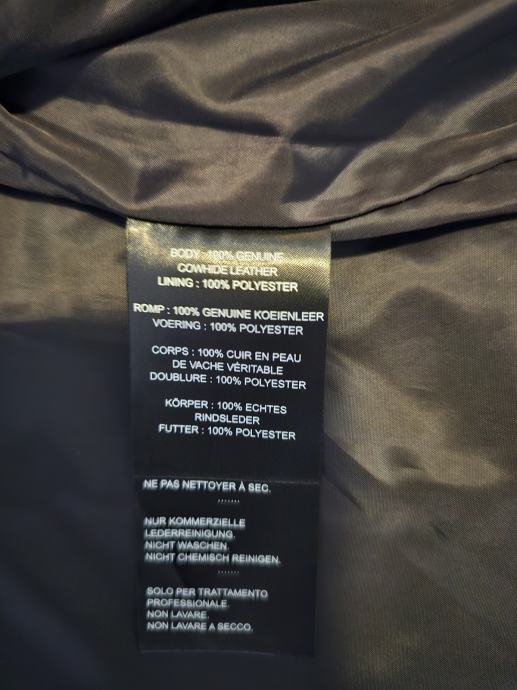 BODY : 100% GENUINE
COWHIDE LEATHER
LINING : 100% POLYESTER
ROMP : 100% GENUINE KOEIENLEER
VOERING : 100% POLYESTER
CORPS : 100% CUIR EN PEAU
DE VACHE VÉRITABLE
DOUBLURE : 100% POLYESTER
KÖRPER : 100% ECHTES
RINDSLEDER
FUTTER : 100% POLYESTER
NE PAS NETTOYER À SEC.
.......
NUR KOMMERZIELLE
LEDERREINIGUNG.
NICHT WASCHEN.
NICHT CHEMISCH REINIGEN.
.......
SOLO PER TRATTAMENTO
PROFESSIONALE.
NON LAVARE.
NON LAVARE A SECCO.